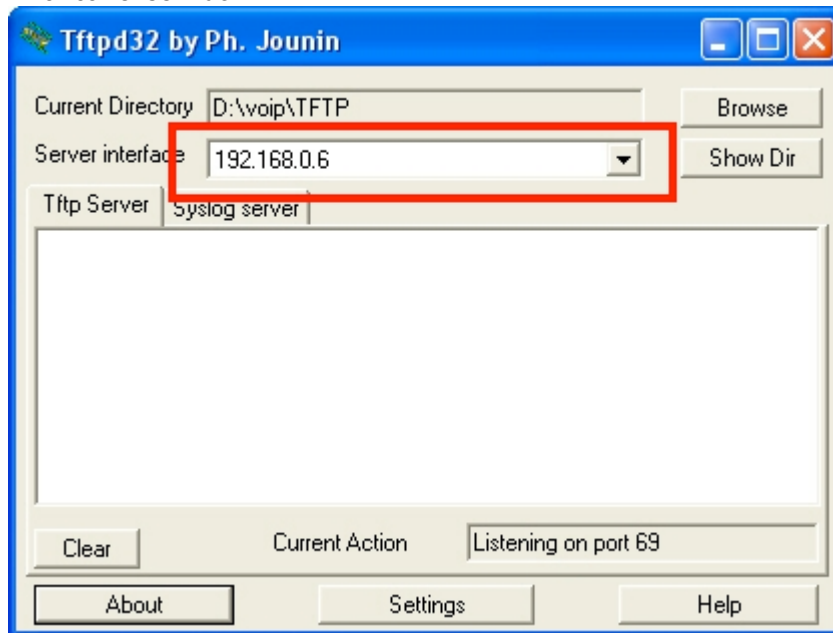 Tftpd32 by Ph. Jounin
Current Directory D:\voip\TFTP Browse
Server interface 192.168.0.6 Show Dir
Tftp Server Syslog server
Clear Current Action Listening on port 69
About Settings Help